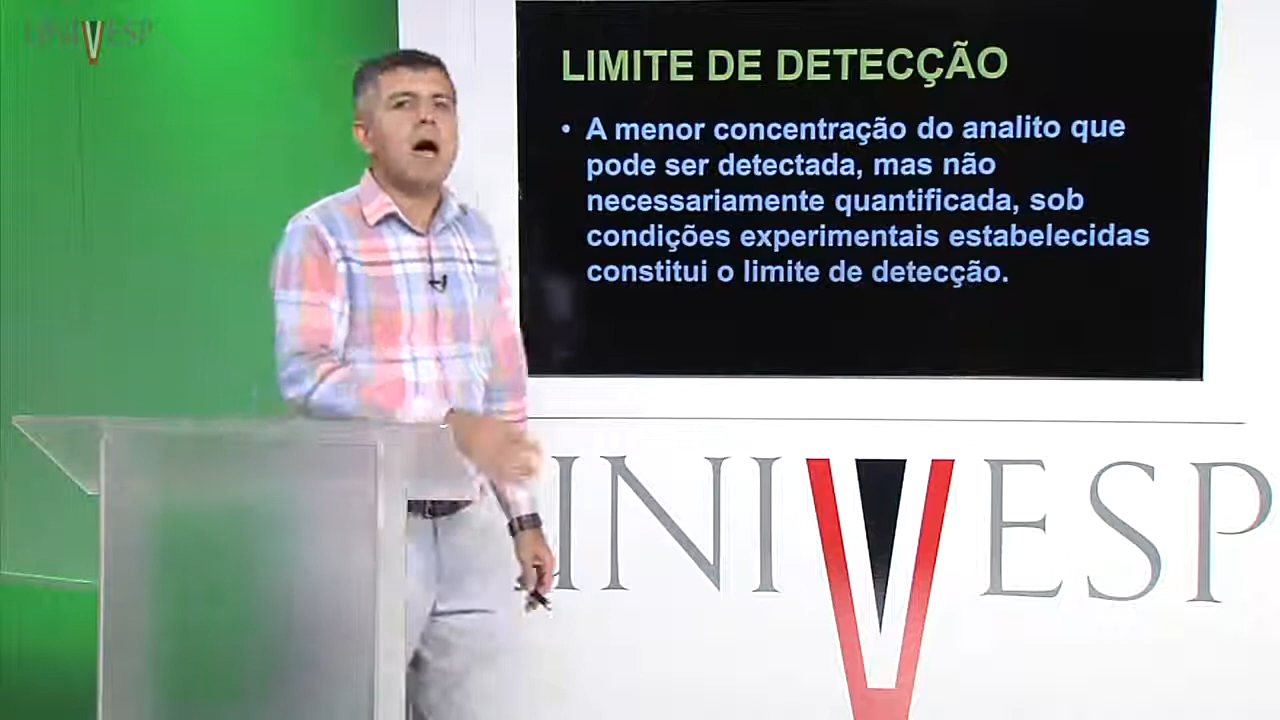 UNIVESP
LIMITE DE DETECÇÃO
• A menor concentração do analito que
pode ser detectada, mas não
necessariamente quantificada, sob
condições experimentais estabelecidas
constitui o limite de detecção.
UNIVESP